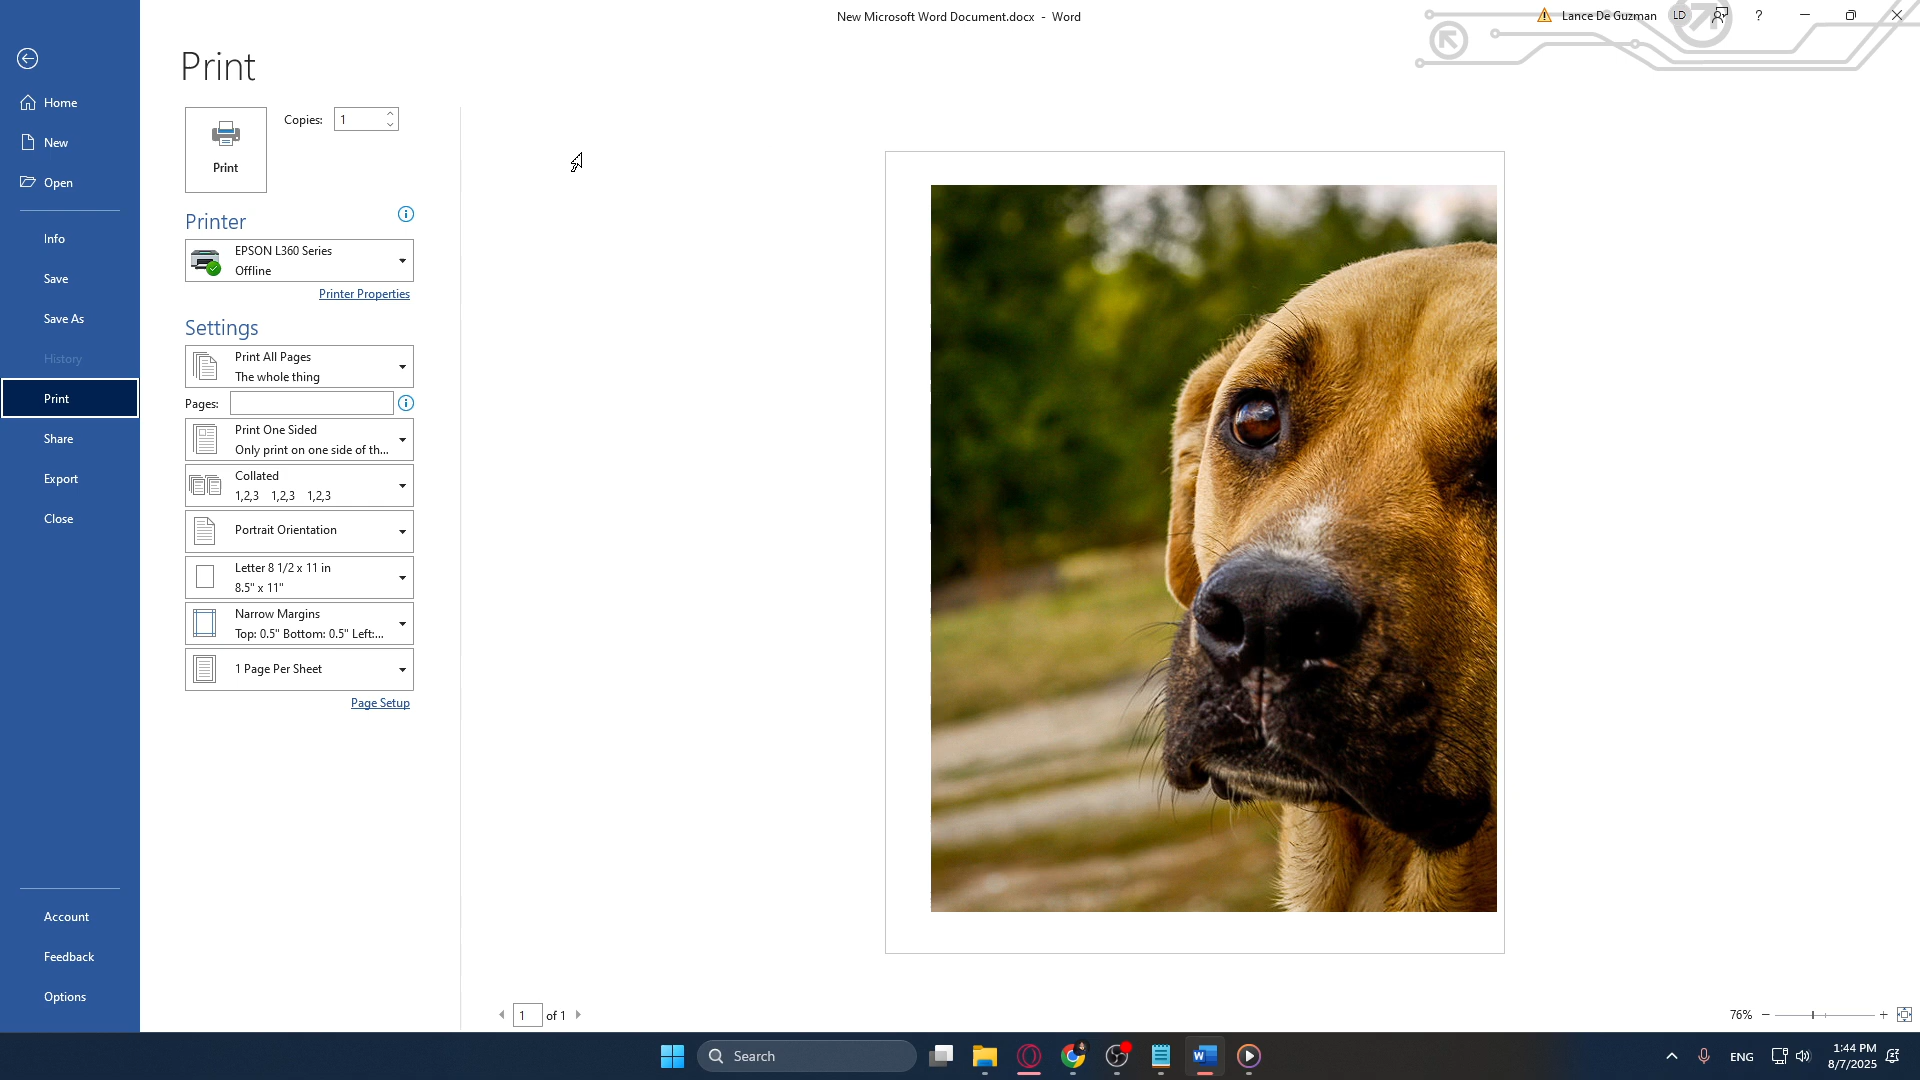 New Microsoft Word Document.docx - Word
Lance De Guzman
LD
?
Print
Home
New
Open
Info
Save
Save As
History
Print
Share
Export
Close
Account
Feedback
Options
Print
Copies: 1
Printer
EPSON L360 Series
Offline
Printer Properties
Settings
Print All Pages
The whole thing
Pages:
Print One Sided
Only print on one side of th...
Collated
1,2,3 1,2,3 1,2,3
Portrait Orientation
Letter 8 1/2 x 11 in
8.5" x 11"
Narrow Margins
Top: 0.5" Bottom: 0.5" Left:...
1 Page Per Sheet
Page Setup
1 of 1
76%
Search
ENG
1:44 PM
8/7/2025